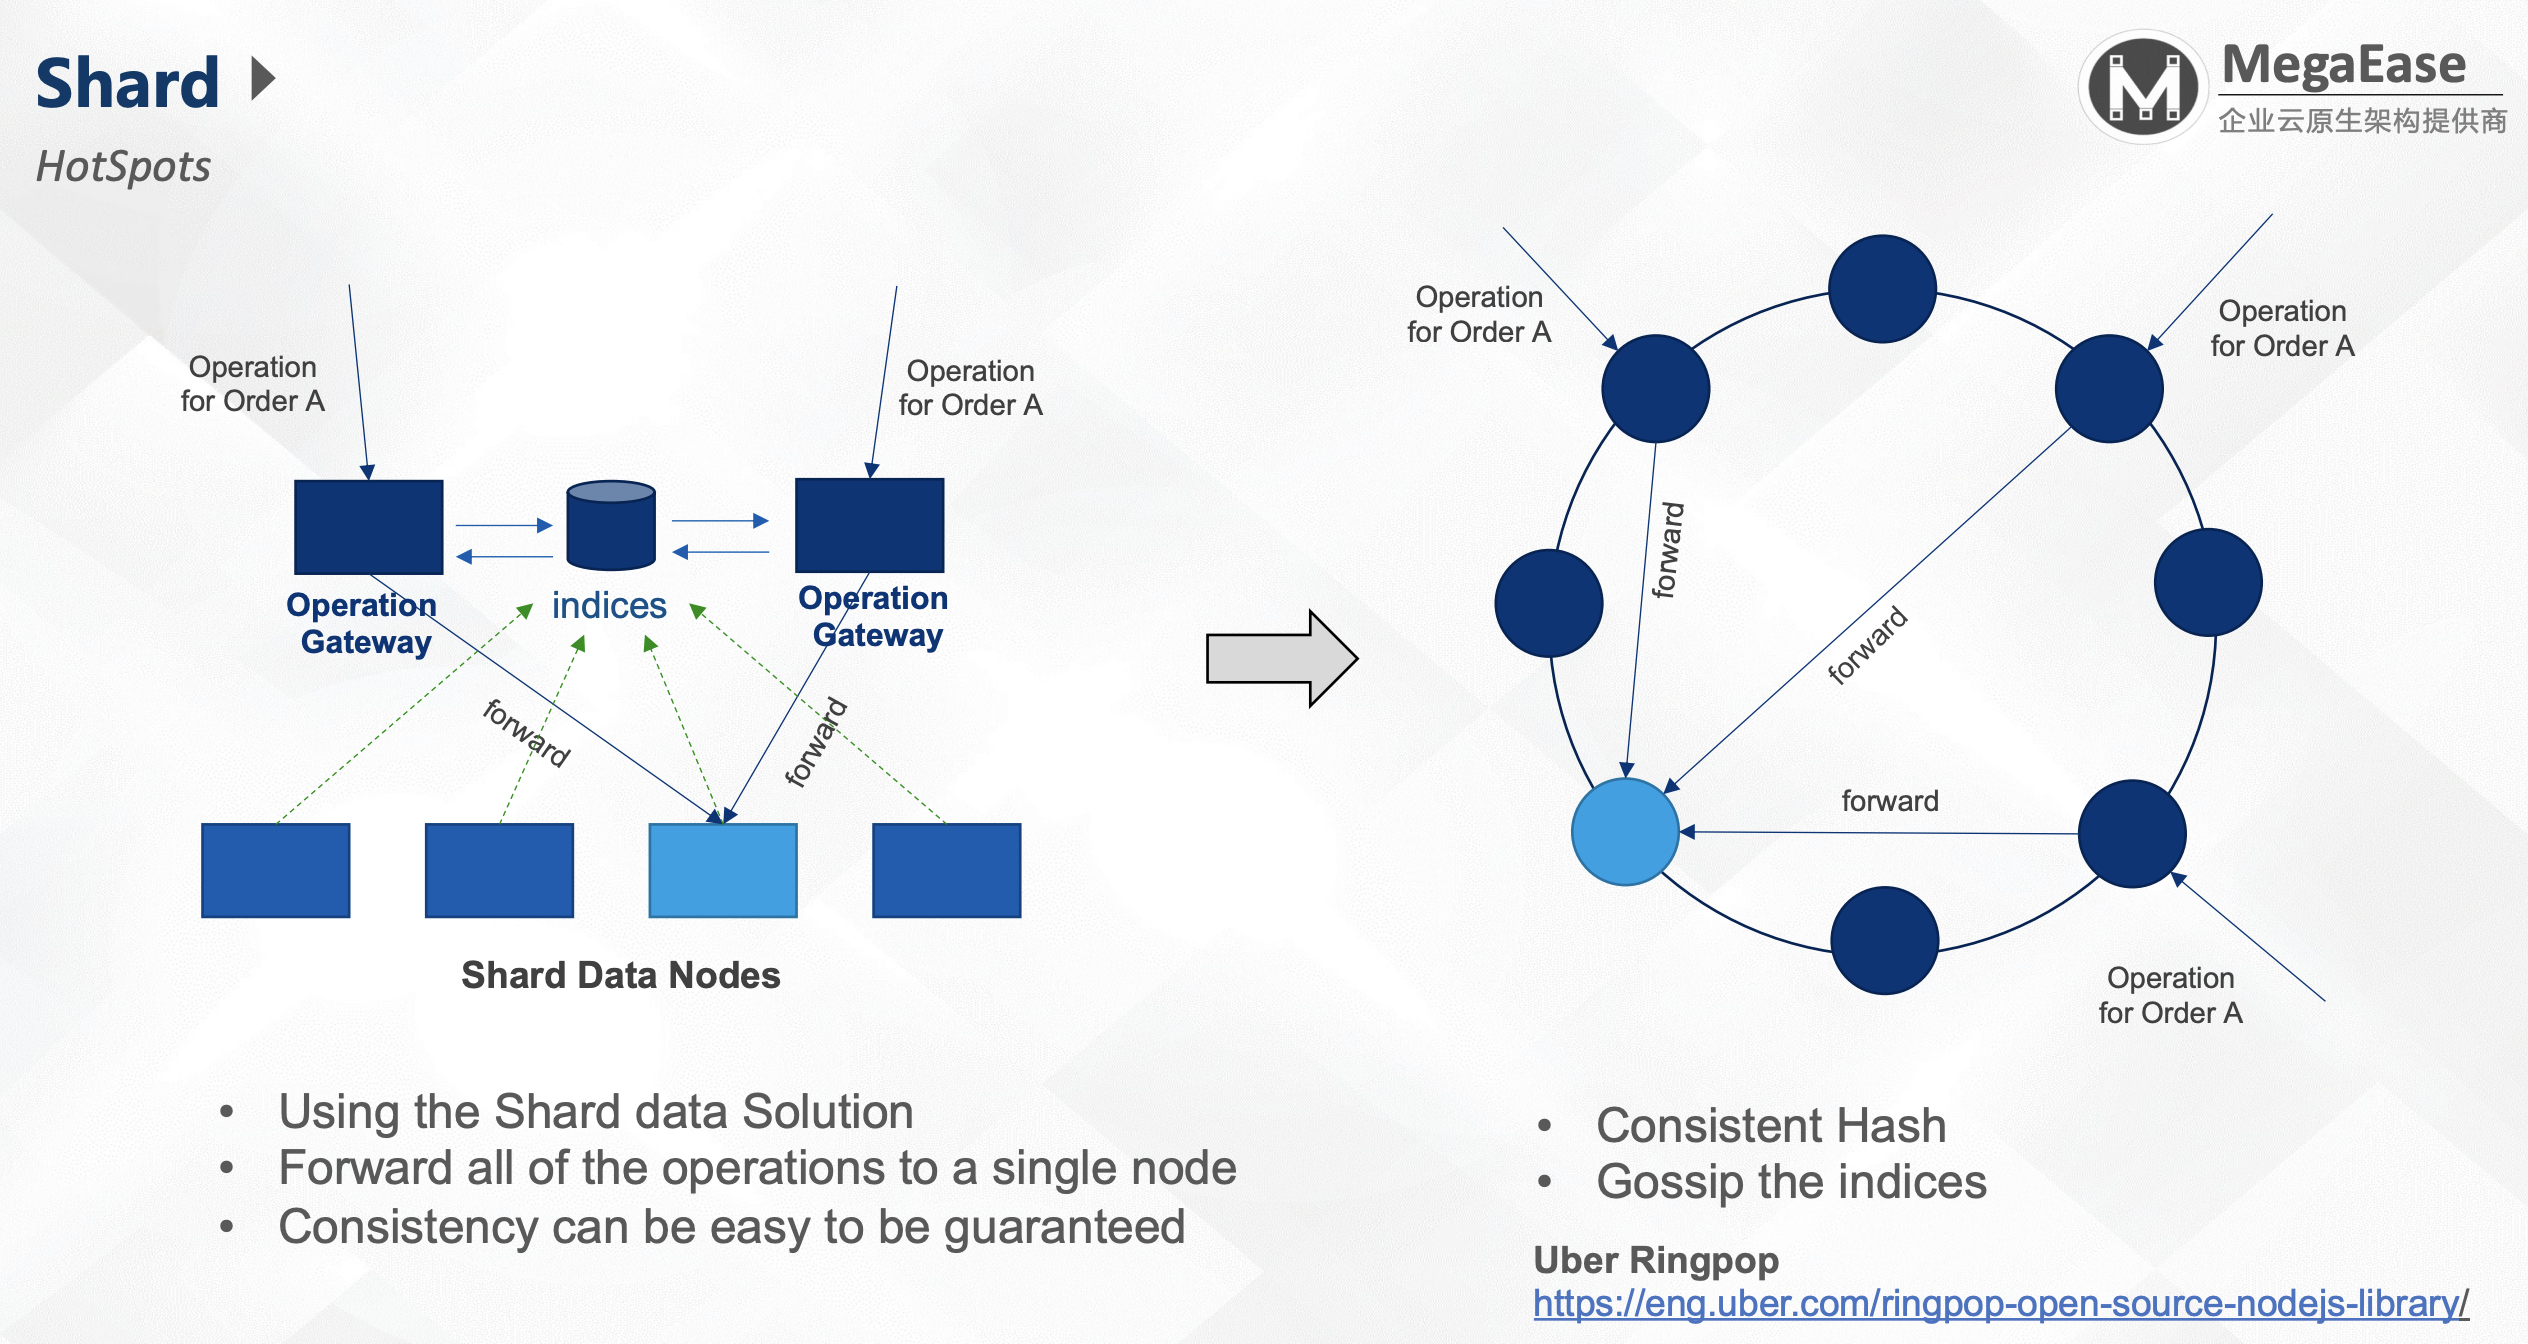 Shard
HotSpots
MegaEase
企业云原生架构提供商
Operation
for Order A
Operation
for Order A
Operation
Gateway
indices
Operation
Gateway
forward
forward
Shard Data Nodes
• Using the Shard data Solution
• Forward all of the operations to a single node
• Consistency can be easy to be guaranteed
Operation
for Order A
Operation
for Order A
forward
forward
forward
Operation
for Order A
• Consistent Hash
• Gossip the indices
Uber Ringpop
https://eng.uber.com/ringpop-open-source-nodejs-library/